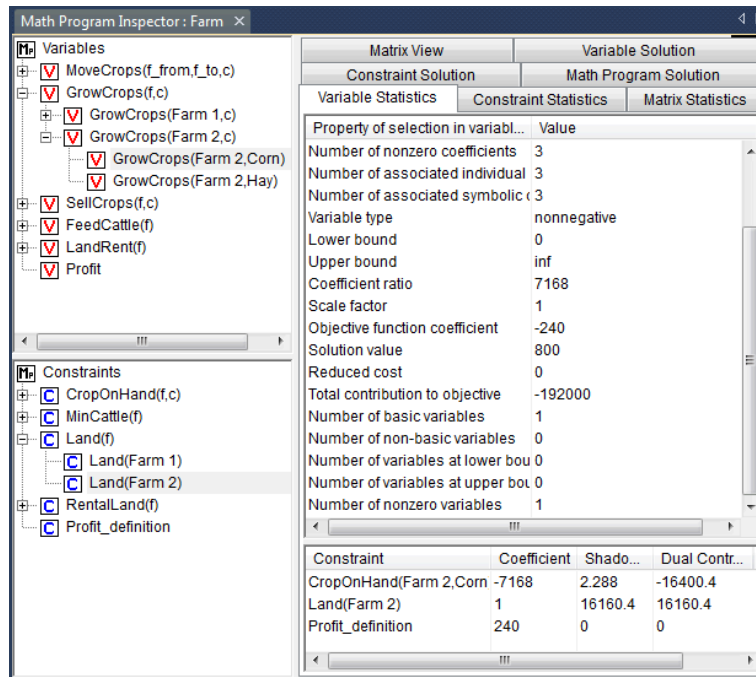 Math Program Inspector : Farm ×
Variables
MoveCrops(f_from,f_to,c)
GrowCrops(f,c)
GrowCrops(Farm 1,c)
GrowCrops(Farm 2,c)
GrowCrops(Farm 2,Corn)
GrowCrops(Farm 2,Hay)
SellCrops(f,c)
FeedCattle(f)
LandRent(f)
Profit
Constraints
CropOnHand(f,c)
MinCattle(f)
Land(f)
Land(Farm 1)
Land(Farm 2)
RentalLand(f)
Profit_definition
Matrix View Variable Solution
Constraint Solution Math Program Solution
Variable Statistics Constraint Statistics Matrix Statistics
Property of selection in variabl... Value
Number of nonzero coefficients 3
Number of associated individual 3
Number of associated symbolic c 3
Variable type nonnegative
Lower bound 0
Upper bound inf
Coefficient ratio 7168
Scale factor 1
Objective function coefficient -240
Solution value 800
Reduced cost 0
Total contribution to objective -192000
Number of basic variables 1
Number of non-basic variables 0
Number of variables at lower bou 0
Number of variables at upper bou 0
Number of nonzero variables 1
Constraint Coefficient Shado... Dual Contr...
CropOnHand(Farm 2,Corn -7168 2.288 -16400.4
Land(Farm 2) 1 16160.4 16160.4
Profit_definition 240 0 0